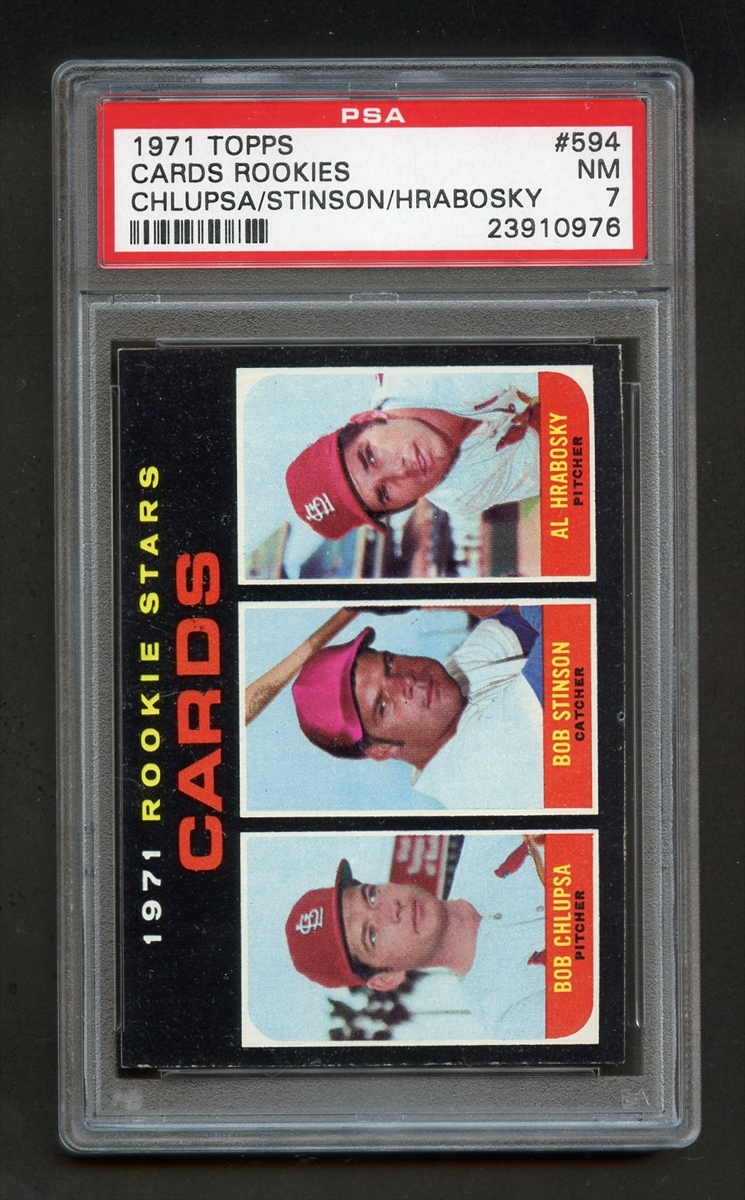 PSA
1971 TOPPS #594
CARDS ROOKIES NM
CHLUPSA/STINSON/HRABOSKY 7
23910976
1971 ROOKIE STARS
CARDS
BOB CHLUPSA
PITCHER
BOB STINSON
CATCHER
AL HRABOSKY
PITCHER